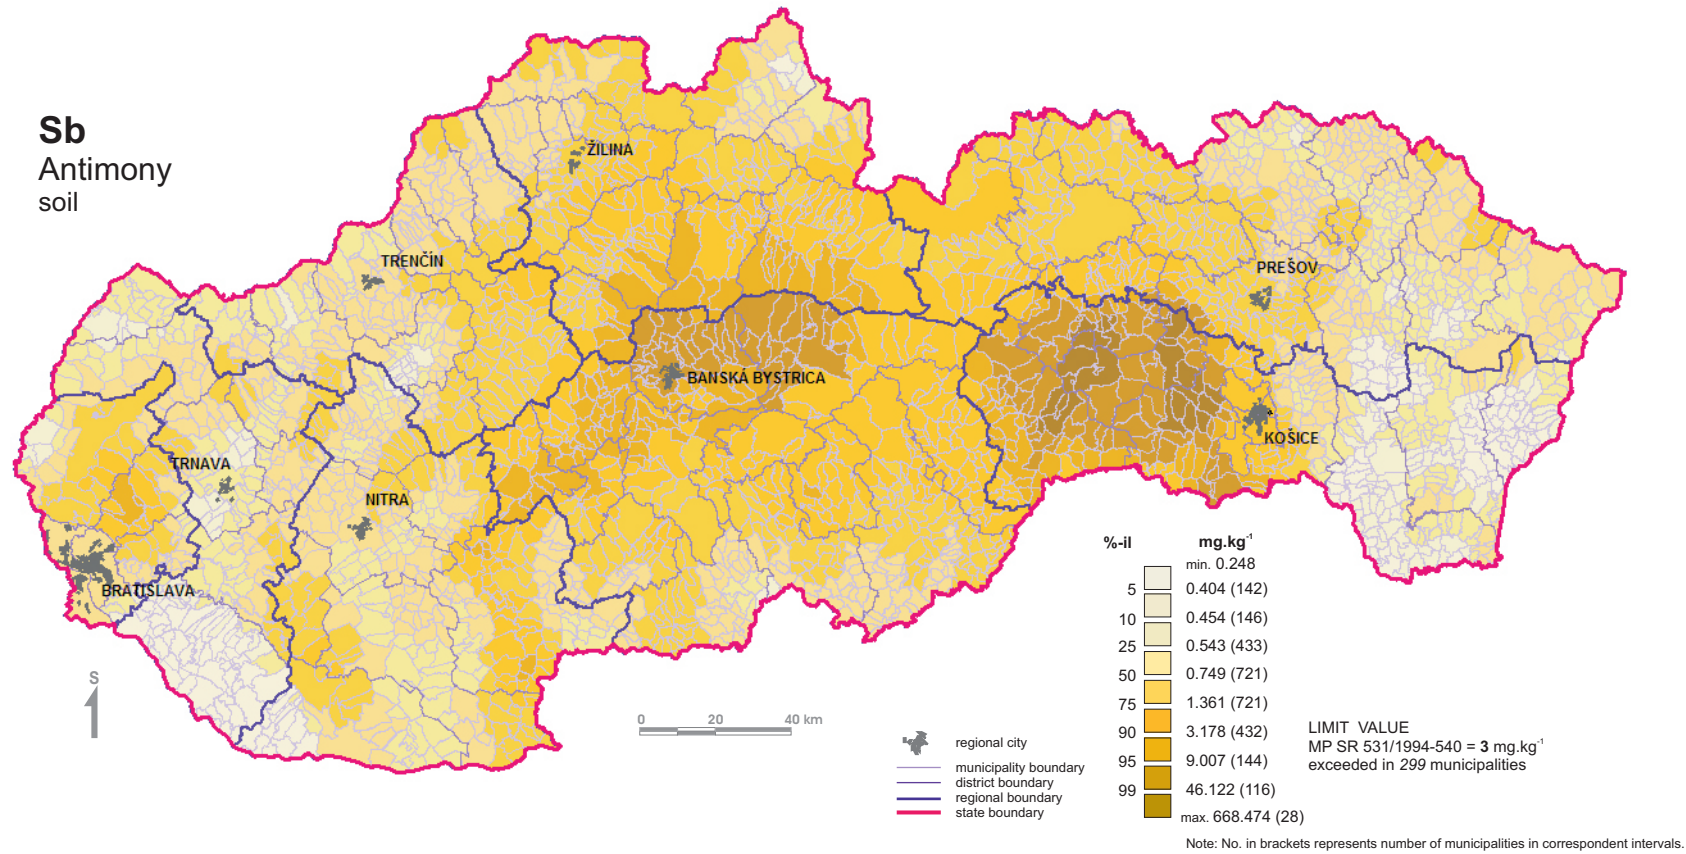 Sb
Antimony
soil
ŽILINA
TRENČÍN
PREŠOV
BANSKÁ BYSTRICA
KOŠICE
TRNAVA
NITRA
BRATISLAVA
S
0 20 40 km
regional city
municipality boundary
district boundary
regional boundary
state boundary
%-il mg.kg⁻¹
min. 0.248
5 0.404 (142)
10 0.454 (146)
25 0.543 (433)
50 0.749 (721)
75 1.361 (721)
90 3.178 (432)
95 9.007 (144)
99 46.122 (116)
max. 668.474 (28)
LIMIT VALUE
MP SR 531/1994-540 = 3 mg.kg⁻¹
exceeded in 299 municipalities
Note: No. in brackets represents number of municipalities in correspondent intervals.